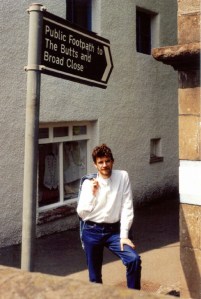 Public Footpath to
The Butts and
Broad Close